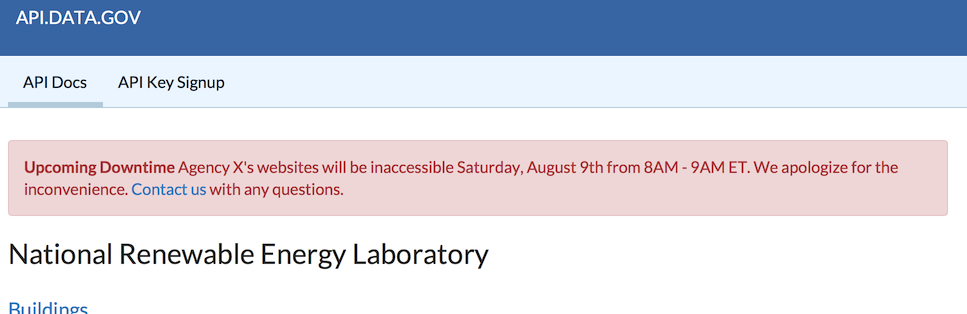 API.DATA.GOV
API Docs API Key Signup
Upcoming Downtime Agency X's websites will be inaccessible Saturday, August 9th from 8AM - 9AM ET. We apologize for the
inconvenience. Contact us with any questions.
National Renewable Energy Laboratory
Buildings